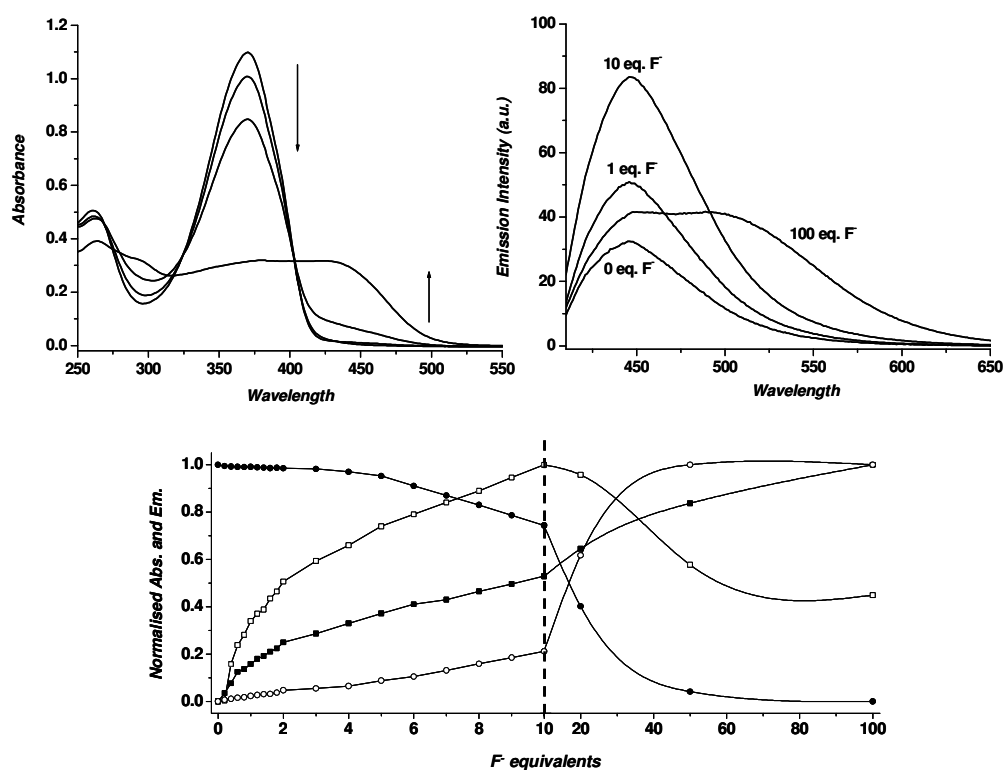 1.2
1.0
0.8
0.6
0.4
0.2
0.0
Absorbance
250 300 350 400 450 500 550
Wavelength
100
80
60
40
20
0
Emission Intensity (a.u.)
10 eq. F-
1 eq. F-
100 eq. F-
0 eq. F-
450 500 550 600 650
Wavelength
1.0
0.8
0.6
0.4
0.2
0.0
Normalised Abs. and Em.
0 2 4 6 8 10 20 40 60 80 100
F- equivalents